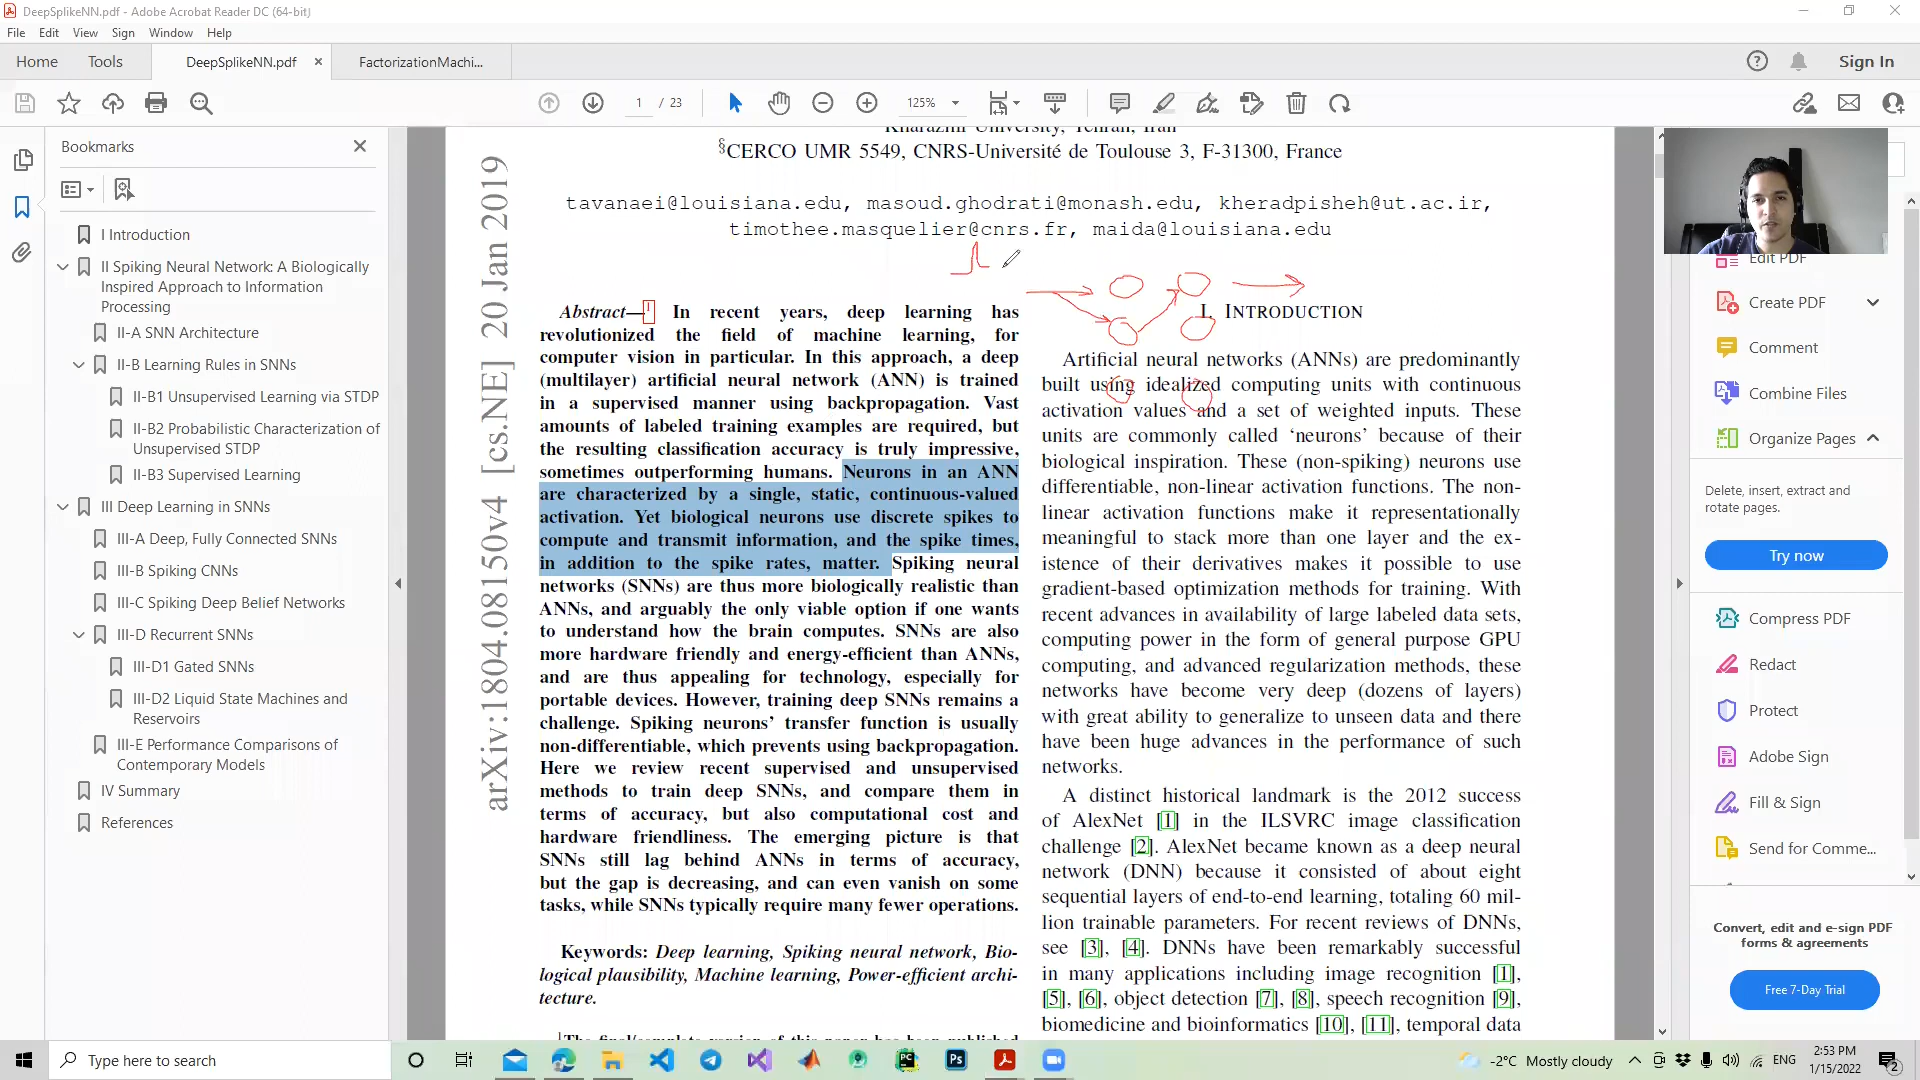 DeepSplikeNN.pdf - Adobe Acrobat Reader DC (64-bit)
File Edit View Sign Window Help
Home Tools DeepSplikeNN.pdf × FactorizationMachi... Sign In
1 / 23 125%
Bookmarks
I Introduction
II Spiking Neural Network: A Biologically
Inspired Approach to Information
Processing
II-A SNN Architecture
II-B Learning Rules in SNNs
II-B1 Unsupervised Learning via STDP
II-B2 Probabilistic Characterization of
Unsupervised STDP
II-B3 Supervised Learning
III Deep Learning in SNNs
III-A Deep, Fully Connected SNNs
III-B Spiking CNNs
III-C Spiking Deep Belief Networks
III-D Recurrent SNNs
III-D1 Gated SNNs
III-D2 Liquid State Machines and
Reservoirs
III-E Performance Comparisons of
Contemporary Models
IV Summary
References
arXiv:1804.08150v4 [cs.NE] 20 Jan 2019
Kharazmi University, Tehran, Iran
§CERCO UMR 5549, CNRS-Université de Toulouse 3, F-31300, France
tavanaei@louisiana.edu, masoud.ghodrati@monash.edu, kheradpisheh@ut.ac.ir,
timothee.masquelier@cnrs.fr, maida@louisiana.edu
Abstract—1 In recent years, deep learning has
revolutionized the field of machine learning, for
computer vision in particular. In this approach, a deep
(multilayer) artificial neural network (ANN) is trained
in a supervised manner using backpropagation. Vast
amounts of labeled training examples are required, but
the resulting classification accuracy is truly impressive,
sometimes outperforming humans. Neurons in an ANN
are characterized by a single, static, continuous-valued
activation. Yet biological neurons use discrete spikes to
compute and transmit information, and the spike times,
in addition to the spike rates, matter. Spiking neural
networks (SNNs) are thus more biologically realistic than
ANNs, and arguably the only viable option if one wants
to understand how the brain computes. SNNs are also
more hardware friendly and energy-efficient than ANNs,
and are thus appealing for technology, especially for
portable devices. However, training deep SNNs remains a
challenge. Spiking neurons’ transfer function is usually
non-differentiable, which prevents using backpropagation.
Here we review recent supervised and unsupervised
methods to train deep SNNs, and compare them in
terms of accuracy, but also computational cost and
hardware friendliness. The emerging picture is that
SNNs still lag behind ANNs in terms of accuracy,
but the gap is decreasing, and can even vanish on some
tasks, while SNNs typically require many fewer operations.
Keywords: Deep learning, Spiking neural network, Bio-
logical plausibility, Machine learning, Power-efficient archi-
tecture.
1The final/complete version of this paper has been published
I. INTRODUCTION
Artificial neural networks (ANNs) are predominantly
built using idealized computing units with continuous
activation values and a set of weighted inputs. These
units are commonly called ‘neurons’ because of their
biological inspiration. These (non-spiking) neurons use
differentiable, non-linear activation functions. The non-
linear activation functions make it representationally
meaningful to stack more than one layer and the ex-
istence of their derivatives makes it possible to use
gradient-based optimization methods for training. With
recent advances in availability of large labeled data sets,
computing power in the form of general purpose GPU
computing, and advanced regularization methods, these
networks have become very deep (dozens of layers)
with great ability to generalize to unseen data and there
have been huge advances in the performance of such
networks.
A distinct historical landmark is the 2012 success
of AlexNet [1] in the ILSVRC image classification
challenge [2]. AlexNet became known as a deep neural
network (DNN) because it consisted of about eight
sequential layers of end-to-end learning, totaling 60 mil-
lion trainable parameters. For recent reviews of DNNs,
see [3], [4]. DNNs have been remarkably successful
in many applications including image recognition [1],
[5], [6], object detection [7], [8], speech recognition [9],
biomedicine and bioinformatics [10], [11], temporal data
Edit PDF
Create PDF
Comment
Combine Files
Organize Pages
Delete, insert, extract and
rotate pages.
Try now
Compress PDF
Redact
Protect
Adobe Sign
Fill & Sign
Send for Comme...
Convert, edit and e-sign PDF
forms & agreements
Free 7-Day Trial
Type here to search
-2°C Mostly cloudy ENG
2:53 PM
1/15/2022
2